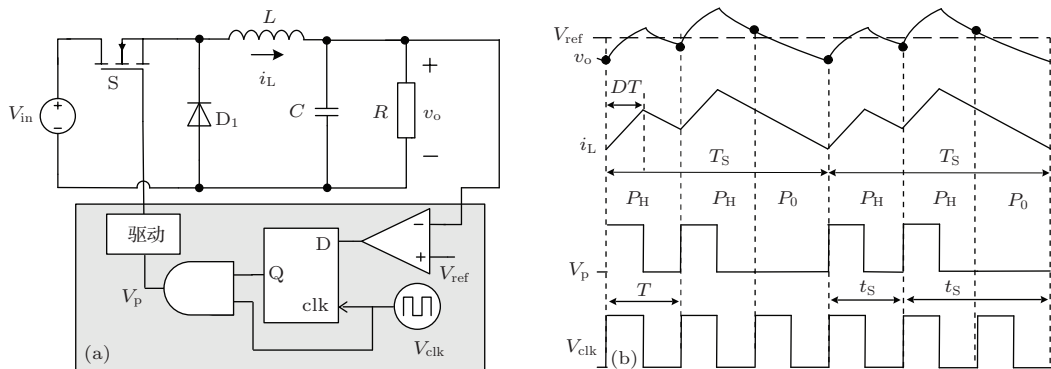 L
i_L
S
V_in
D_1
C
R
+
v_o
−
驱动
D
Q
clk
−
+
V_ref
V_p
V_clk
(a)
V_ref
v_o
DT
i_L
T_S
T_S
P_H
P_H
P_0
P_H
P_H
P_0
V_p
T
t_S
t_S
V_clk
(b)